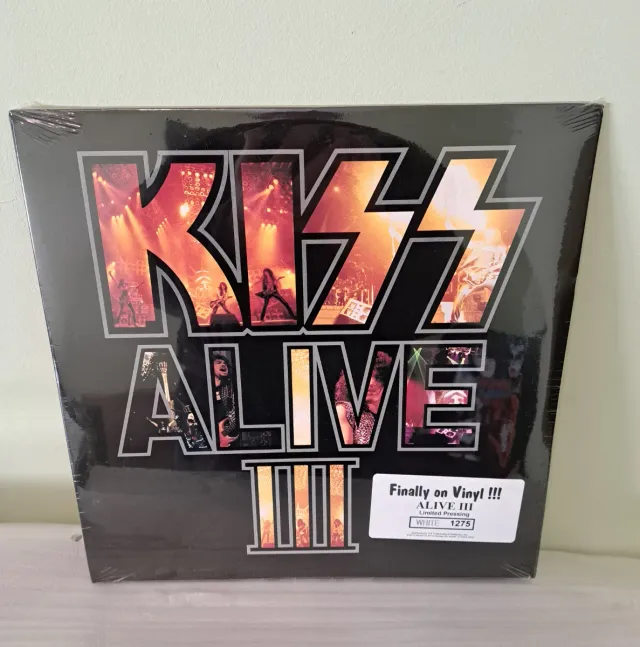 KISS
ALIVE
III
Finally on Vinyl !!!
ALIVE III
Limited Pressing
WHITE 1275